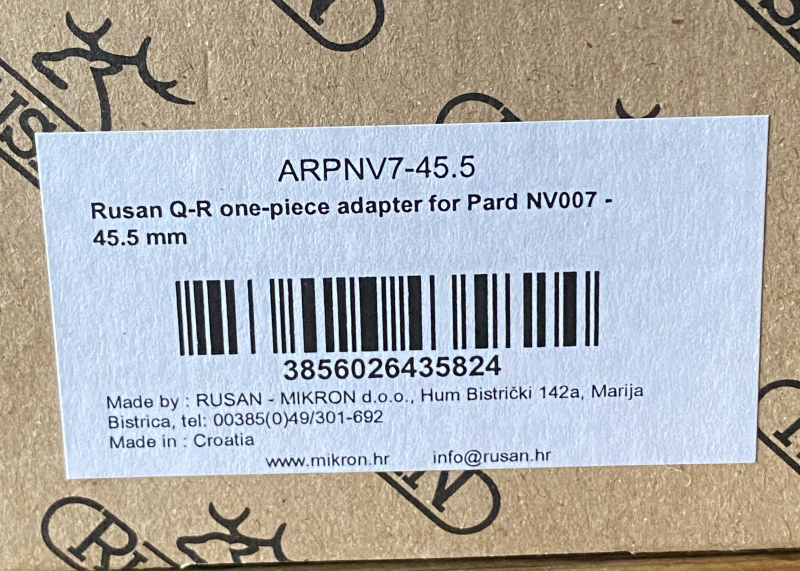 ARPNV7-45.5
Rusan Q-R one-piece adapter for Pard NV007 -
45.5 mm
3856026435824
Made by : RUSAN - MIKRON d.o.o., Hum Bistrički 142a, Marija
Bistrica, tel: 00385(0)49/301-692
Made in : Croatia
www.mikron.hr info@rusan.hr